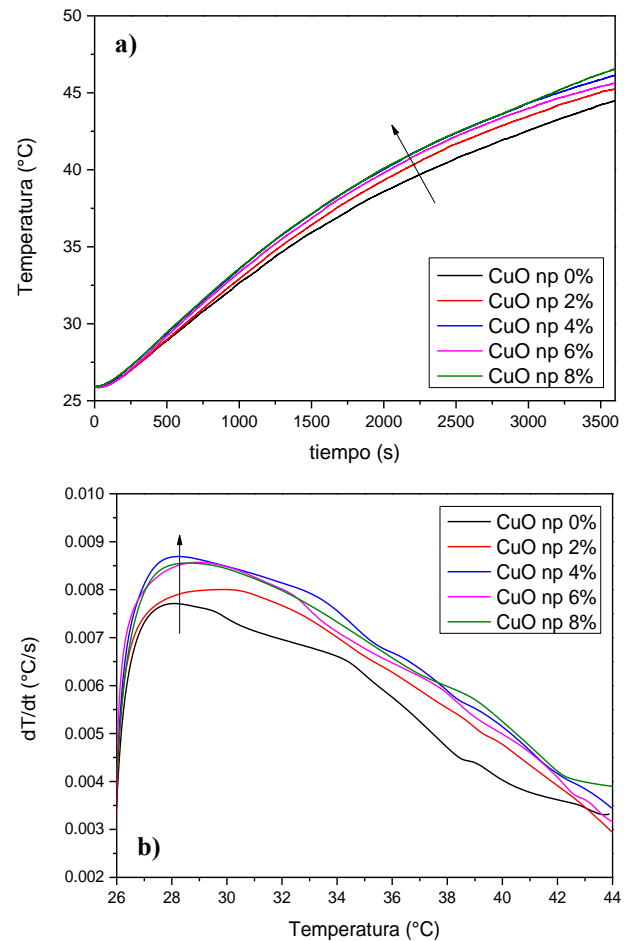 a)
50
45
40
35
30
25
Temperatura (°C)
CuO np 0%
CuO np 2%
CuO np 4%
CuO np 6%
CuO np 8%
0 500 1000 1500 2000 2500 3000 3500
tiempo (s)
0.010
0.009
0.008
0.007
0.006
0.005
0.004
0.003
0.002
dT/dt (°C/s)
CuO np 0%
CuO np 2%
CuO np 4%
CuO np 6%
CuO np 8%
b)
26 28 30 32 34 36 38 40 42 44
Temperatura (°C)